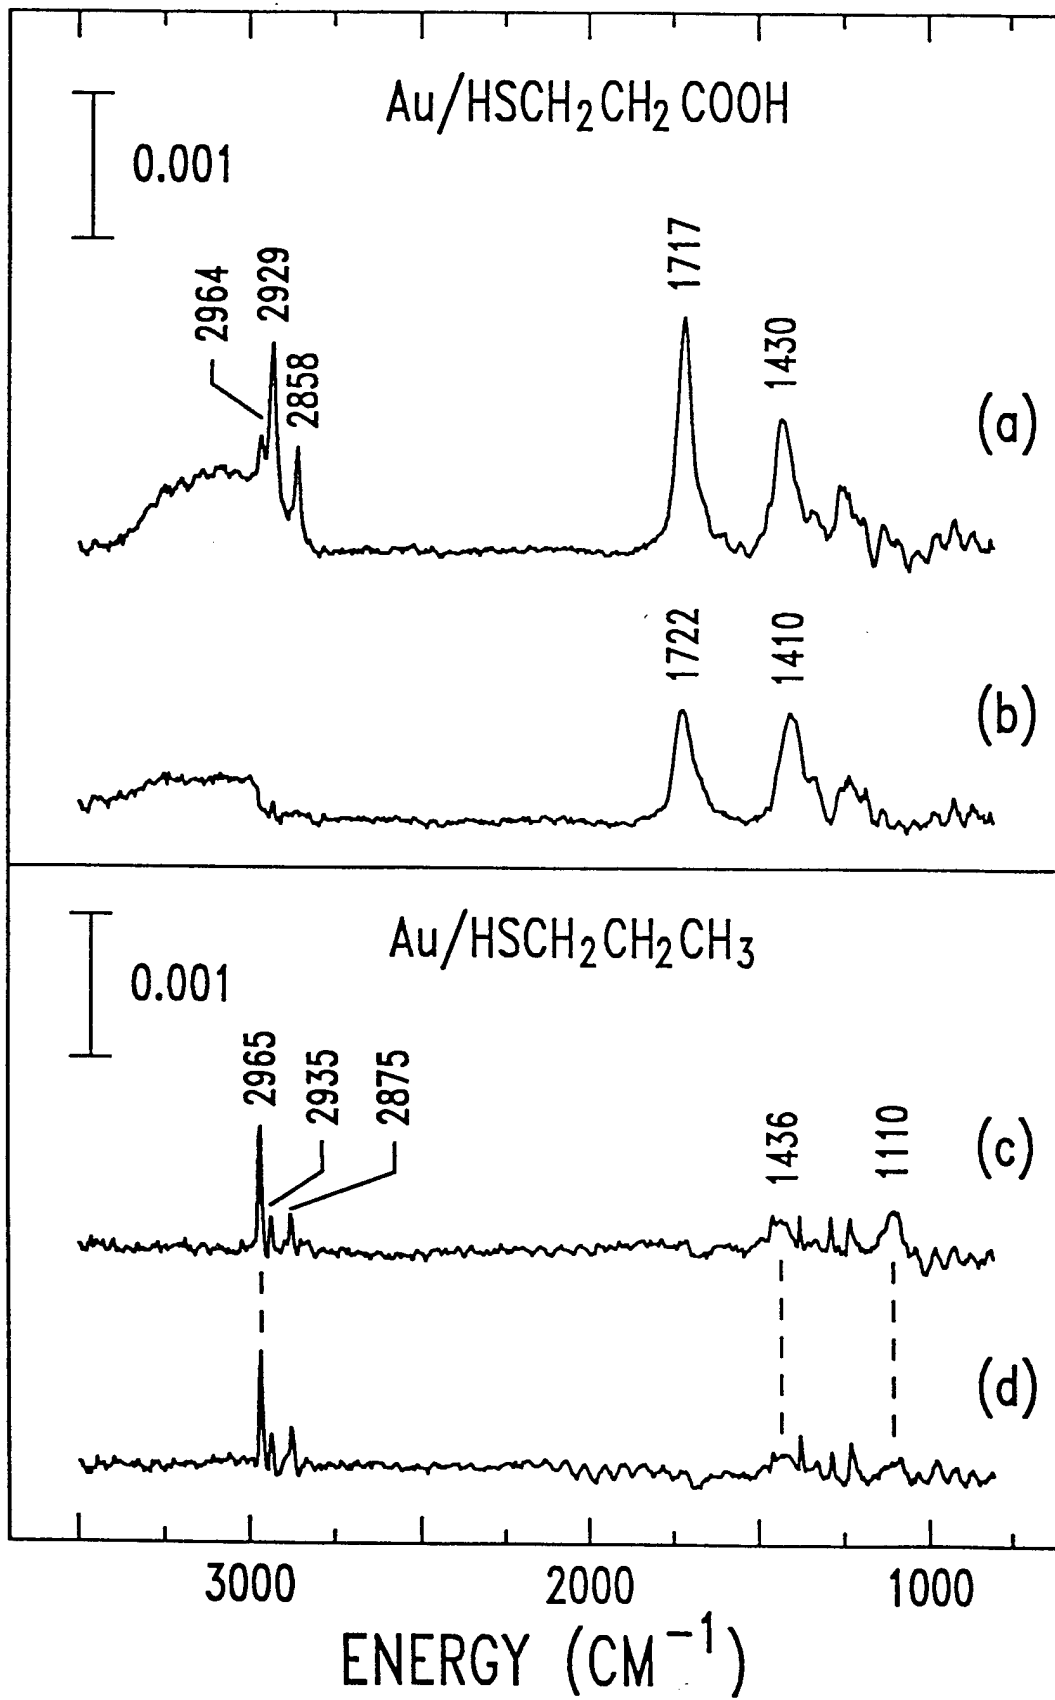 Au/HSCH₂CH₂COOH
0.001
2964
2929
2858
1717
1430
(a)
1722
1410
(b)
Au/HSCH₂CH₂CH₃
0.001
2965
2935
2875
1436
1110
(c)
(d)
3000 2000 1000
ENERGY (CM⁻¹)